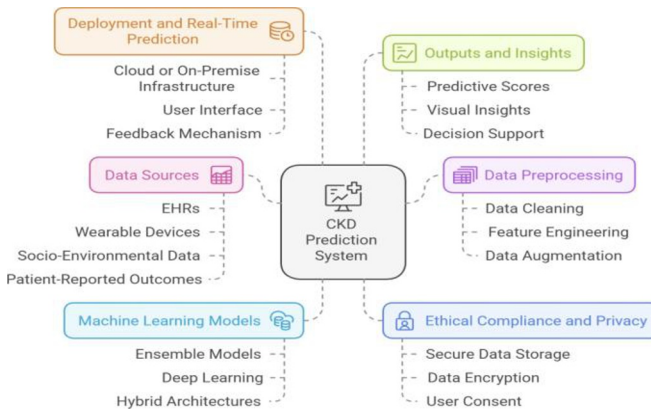 Deployment and Real-Time
Prediction
Cloud or On-Premise
Infrastructure
User Interface
Feedback Mechanism
Outputs and Insights
Predictive Scores
Visual Insights
Decision Support
Data Sources
EHRs
Wearable Devices
Socio-Environmental Data
Patient-Reported Outcomes
CKD
Prediction
System
Data Preprocessing
Data Cleaning
Feature Engineering
Data Augmentation
Machine Learning Models
Ensemble Models
Deep Learning
Hybrid Architectures
Ethical Compliance and Privacy
Secure Data Storage
Data Encryption
User Consent